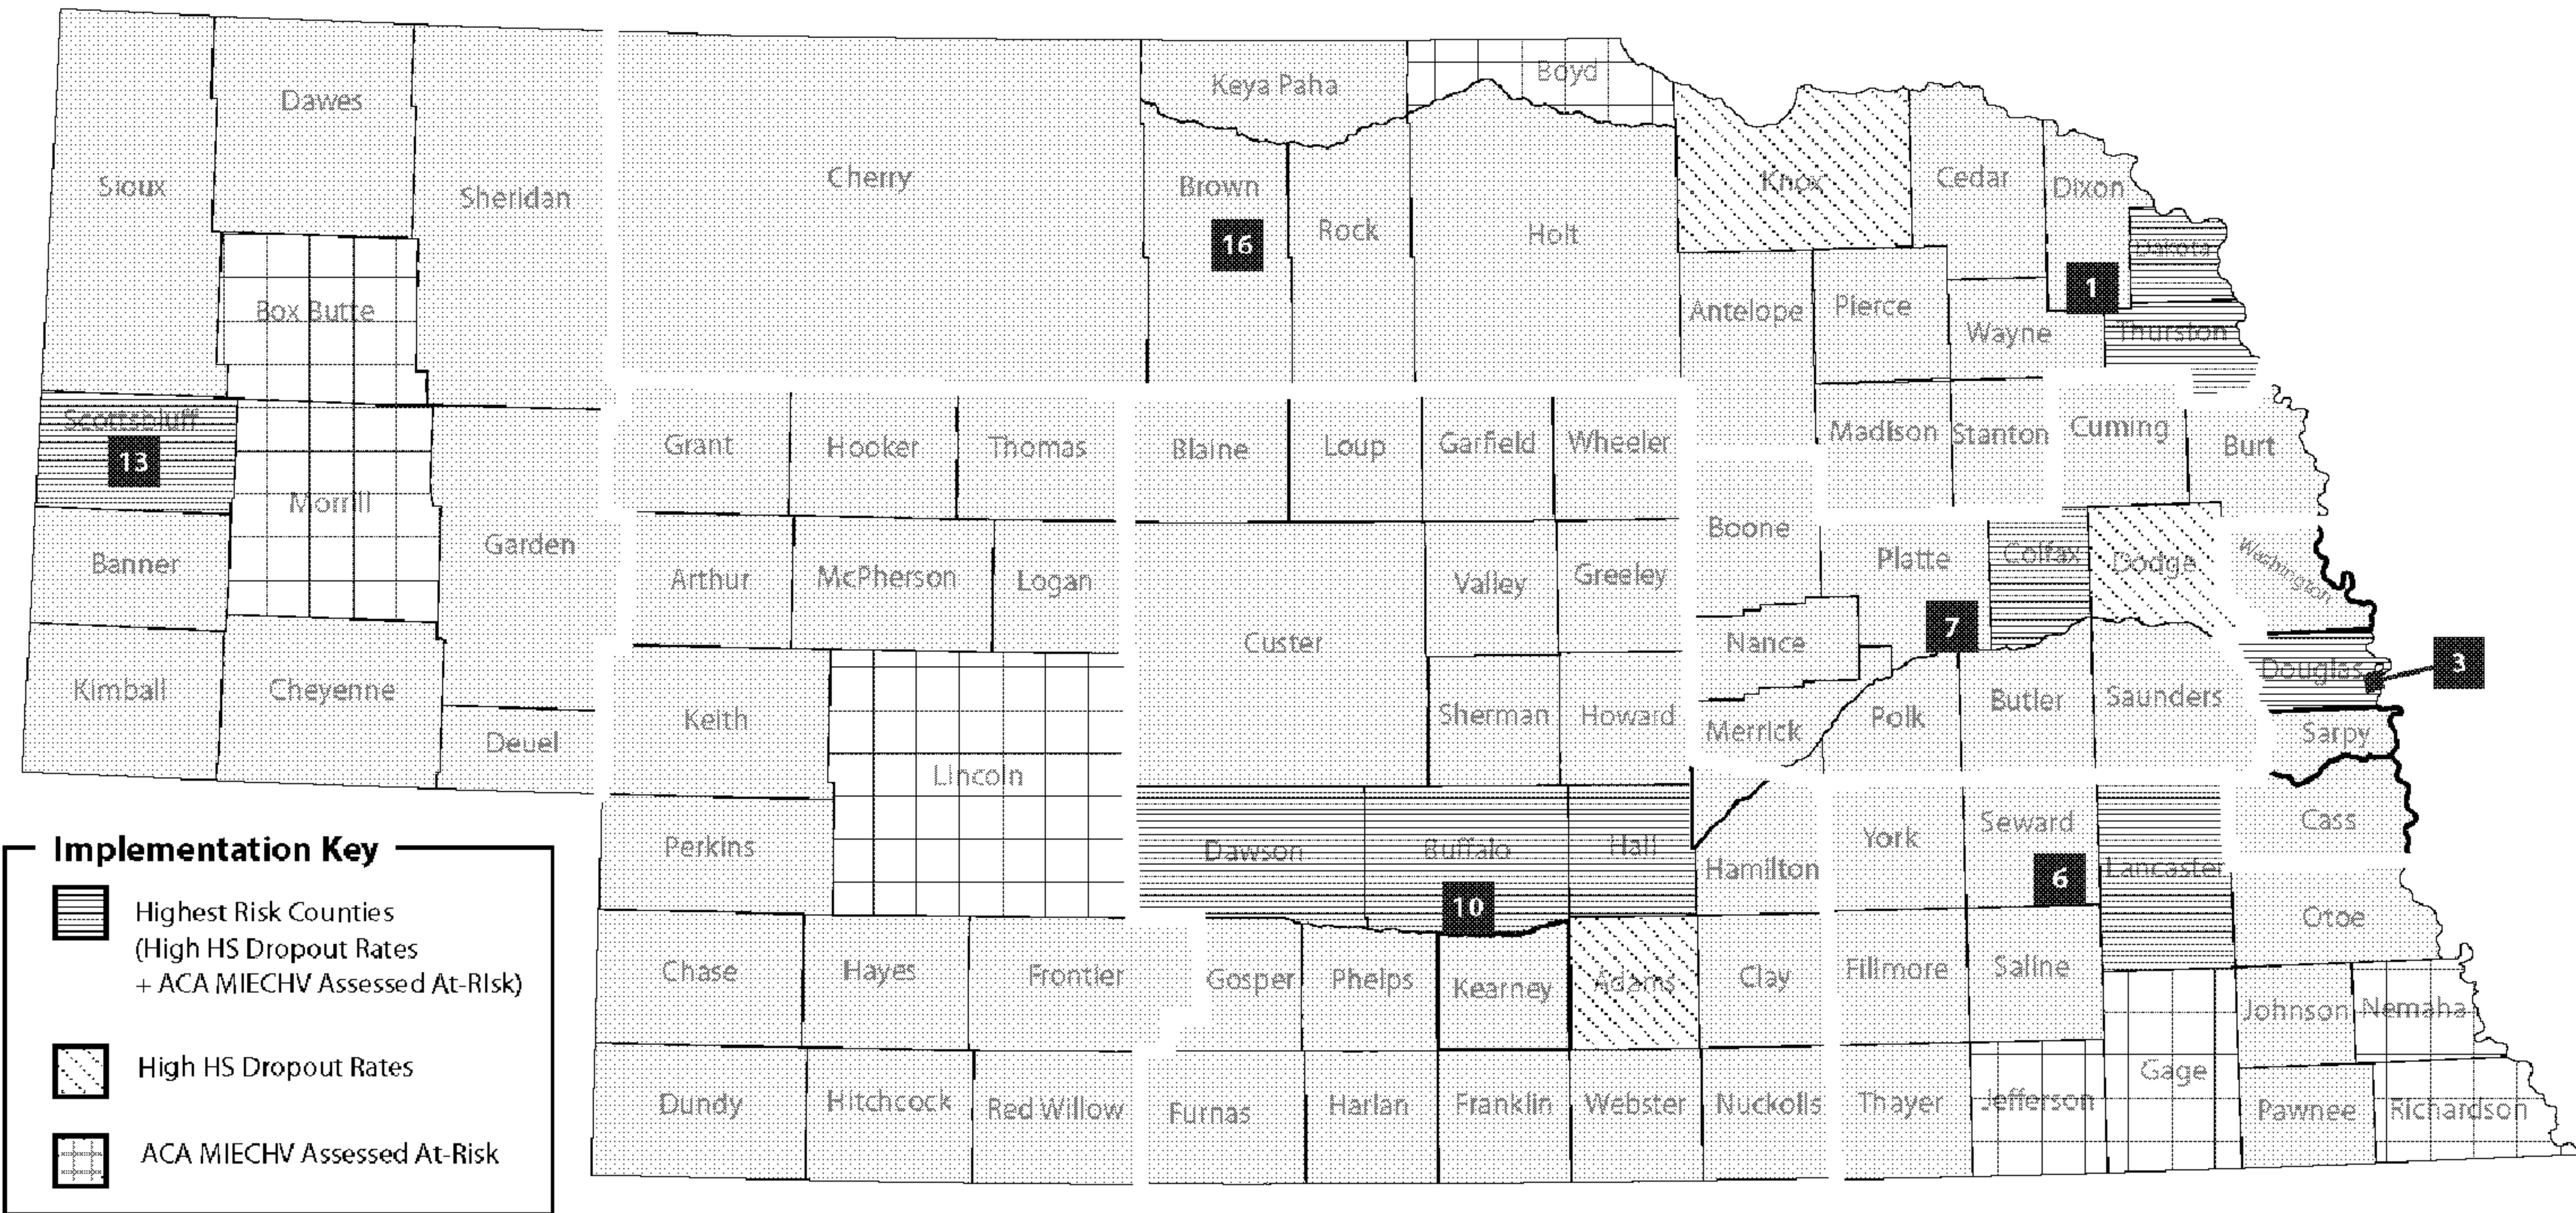 Keya Paha
Boyd
Dawes
Sioux
Sheridan
Cherry
Brown
Rock
Holt
Knox
Cedar
Dixon
Dakota
16
1
Box Butte
Antelope
Pierce
Wayne
Thurston
Scottsbluff
13
Morrill
Grant
Hooker
Thomas
Blaine
Loup
Garfield
Wheeler
Madison
Stanton
Cuming
Burt
Banner
Garden
Arthur
McPherson
Logan
Valley
Greeley
Boone
Platte
Colfax
Dodge
Washington
7
Custer
Nance
Douglas
3
Kimball
Cheyenne
Deuel
Keith
Lincoln
Sherman
Howard
Merrick
Polk
Butler
Saunders
Sarpy
Perkins
Dawson
Buffalo
Hall
Hamilton
York
Seward
Lancaster
Cass
6
10
Otoe
Chase
Hayes
Frontier
Gosper
Phelps
Kearney
Adams
Clay
Fillmore
Saline
Johnson
Nemaha
Gage
Dundy
Hitchcock
Red Willow
Furnas
Harlan
Franklin
Webster
Nuckolls
Thayer
Jefferson
Pawnee
Richardson
Implementation Key
Highest Risk Counties
(High HS Dropout Rates
+ ACA MIECHV Assessed At-RIsk)
High HS Dropout Rates
ACA MIECHV Assessed At-Risk